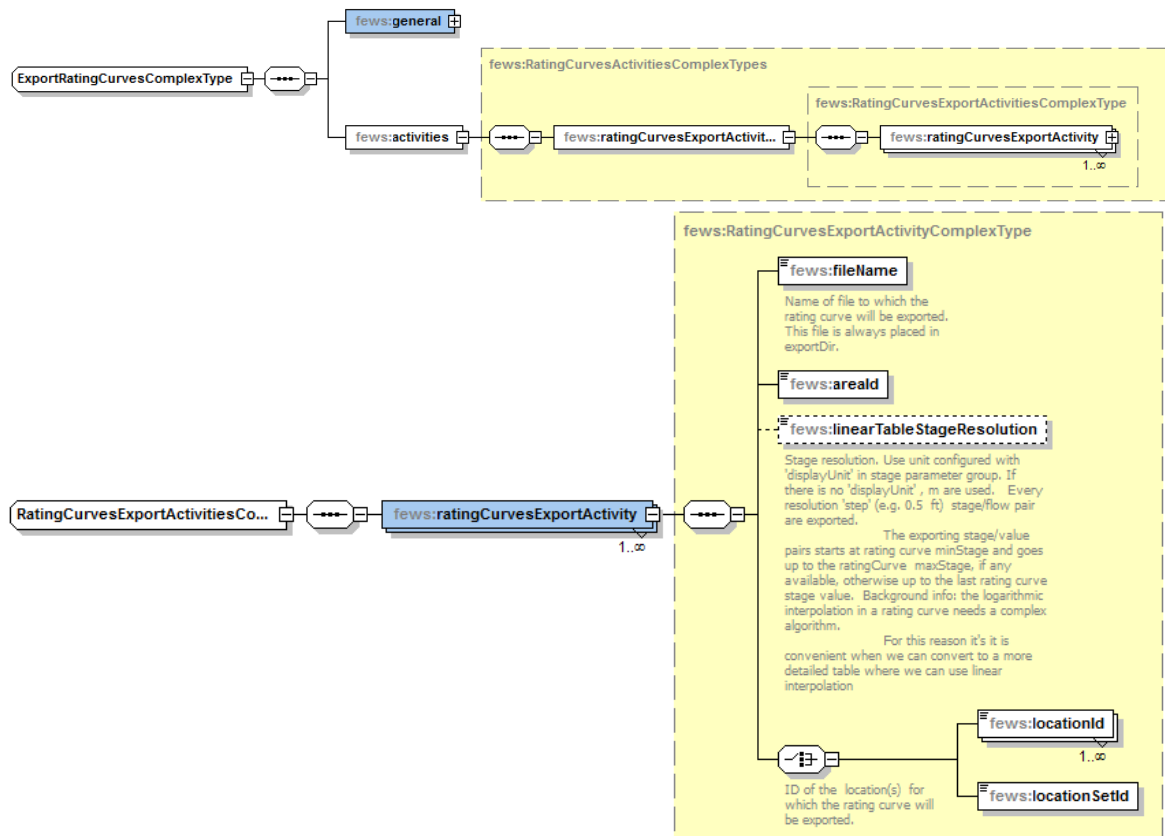 fews:general
ExportRatingCurvesComplexType
fews:RatingCurvesActivitiesComplexTypes
fews:RatingCurvesExportActivitiesComplexType
fews:activities
fews:ratingCurvesExportActivit...
fews:ratingCurvesExportActivity
1..∞
fews:RatingCurvesExportActivityComplexType
fews:fileName
Name of file to which the
rating curve will be exported.
This file is always placed in
exportDir.
fews:areaId
fews:linearTableStageResolution
Stage resolution. Use unit configured with
'displayUnit' in stage parameter group. If
there is no 'displayUnit' , m are used. Every
resolution 'step' (e.g. 0.5 ft) stage/flow pair
are exported.
The exporting stage/value
pairs starts at rating curve minStage and goes
up to the ratingCurve maxStage, if any
available, otherwise up to the last rating curve
stage value. Background info: the logarithmic
interpolation in a rating curve needs a complex
algorithm.
For this reason it's it is
convenient when we can convert to a more
detailed table where we can use linear
interpolation
RatingCurvesExportActivitiesCo...
fews:ratingCurvesExportActivity
1..∞
fews:locationId
1..∞
ID of the location(s) for
which the rating curve will
be exported.
fews:locationSetId